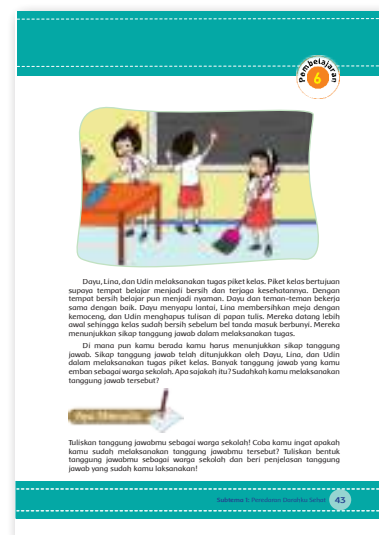 Pembelajaran
6
Dayu, Lina, dan Udin melaksanakan tugas piket kelas. Piket kelas bertujuan
supaya tempat belajar menjadi bersih dan terjaga kesehatannya. Dengan
tempat bersih belajar pun menjadi nyaman. Dayu dan teman-teman bekerja
sama dengan baik. Dayu menyapu lantai, Lina membersihkan meja dengan
kemoceng, dan Udin menghapus tulisan di papan tulis. Mereka datang lebih
awal sehingga kelas sudah bersih sebelum bel tanda masuk berbunyi. Mereka
menunjukkan sikap tanggung jawab dalam melaksanakan tugas.
Di mana pun kamu berada kamu harus menunjukkan sikap tanggung
jawab. Sikap tanggung jawab telah ditunjukkan oleh Dayu, Lina, dan Udin
dalam melaksanakan tugas piket kelas. Banyak tanggung jawab yang kamu
emban sebagai warga sekolah. Apa sajakah itu? Sudahkah kamu melaksanakan
tanggung jawab tersebut?
Ayo Menulis
Tuliskan tanggung jawabmu sebagai warga sekolah! Coba kamu ingat apakah
kamu sudah melaksanakan tanggung jawabmu tersebut? Tuliskan bentuk
tanggung jawabmu sebagai warga sekolah dan beri penjelasan tanggung
jawab yang sudah kamu laksanakan!
Subtema 1: Peredaran Darahku Sehat 43